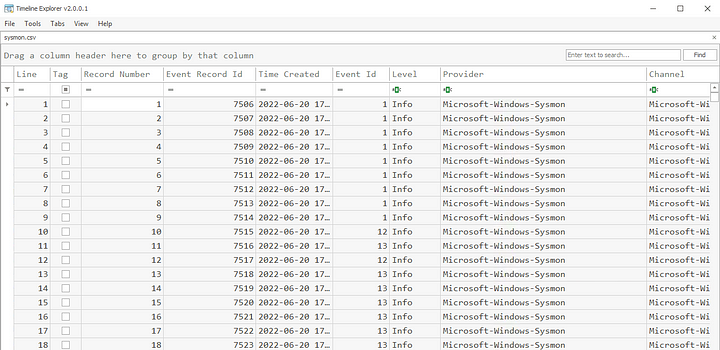 Timeline Explorer v2.0.0.1
File Tools Tabs View Help
sysmon.csv
Drag a column header here to group by that column Enter text to search... Find
Line Tag Record Number Event Record Id Time Created Event Id Level Provider Channel
= = = = =
1 1 7506 2022-06-20 17… 1 Info Microsoft-Windows-Sysmon Microsoft-Wi
2 2 7507 2022-06-20 17… 1 Info Microsoft-Windows-Sysmon Microsoft-Wi
3 3 7508 2022-06-20 17… 1 Info Microsoft-Windows-Sysmon Microsoft-Wi
4 4 7509 2022-06-20 17… 1 Info Microsoft-Windows-Sysmon Microsoft-Wi
5 5 7510 2022-06-20 17… 1 Info Microsoft-Windows-Sysmon Microsoft-Wi
6 6 7511 2022-06-20 17… 1 Info Microsoft-Windows-Sysmon Microsoft-Wi
7 7 7512 2022-06-20 17… 1 Info Microsoft-Windows-Sysmon Microsoft-Wi
8 8 7513 2022-06-20 17… 1 Info Microsoft-Windows-Sysmon Microsoft-Wi
9 9 7514 2022-06-20 17… 1 Info Microsoft-Windows-Sysmon Microsoft-Wi
10 10 7515 2022-06-20 17… 12 Info Microsoft-Windows-Sysmon Microsoft-Wi
11 11 7516 2022-06-20 17… 13 Info Microsoft-Windows-Sysmon Microsoft-Wi
12 12 7517 2022-06-20 17… 12 Info Microsoft-Windows-Sysmon Microsoft-Wi
13 13 7518 2022-06-20 17… 13 Info Microsoft-Windows-Sysmon Microsoft-Wi
14 14 7519 2022-06-20 17… 13 Info Microsoft-Windows-Sysmon Microsoft-Wi
15 15 7520 2022-06-20 17… 13 Info Microsoft-Windows-Sysmon Microsoft-Wi
16 16 7521 2022-06-20 17… 13 Info Microsoft-Windows-Sysmon Microsoft-Wi
17 17 7522 2022-06-20 17… 13 Info Microsoft-Windows-Sysmon Microsoft-Wi
18 18 7523 2022-06-20 17… 13 Info Microsoft-Windows-Sysmon Microsoft-Wi